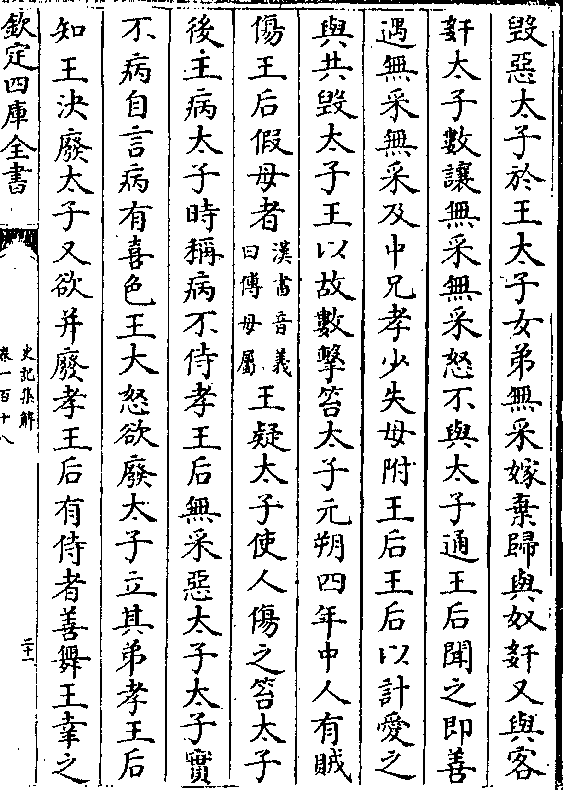 毀惡太子於王太子女弟無采嫁棄歸與奴姧又與客
姧太子數讓無采無采怒不與太子通王后聞之即善
遇無采無采及中兄孝少失母附王后王后以計愛之
與共毀太子王以故數擊笞太子元朔四年中人有賊
傷王后假母者漢書音義曰傅母屬王疑太子使人傷之笞太子
後主病太子時稱病不侍孝王后無采惡太子太子實
不病自言病有喜色王大怒欲廢太子立其弟孝王后
知王決廢太子又欲并廢孝王后有侍者善舞王幸之
欽定四庫全書
史記集解
卷一百十八
二十一